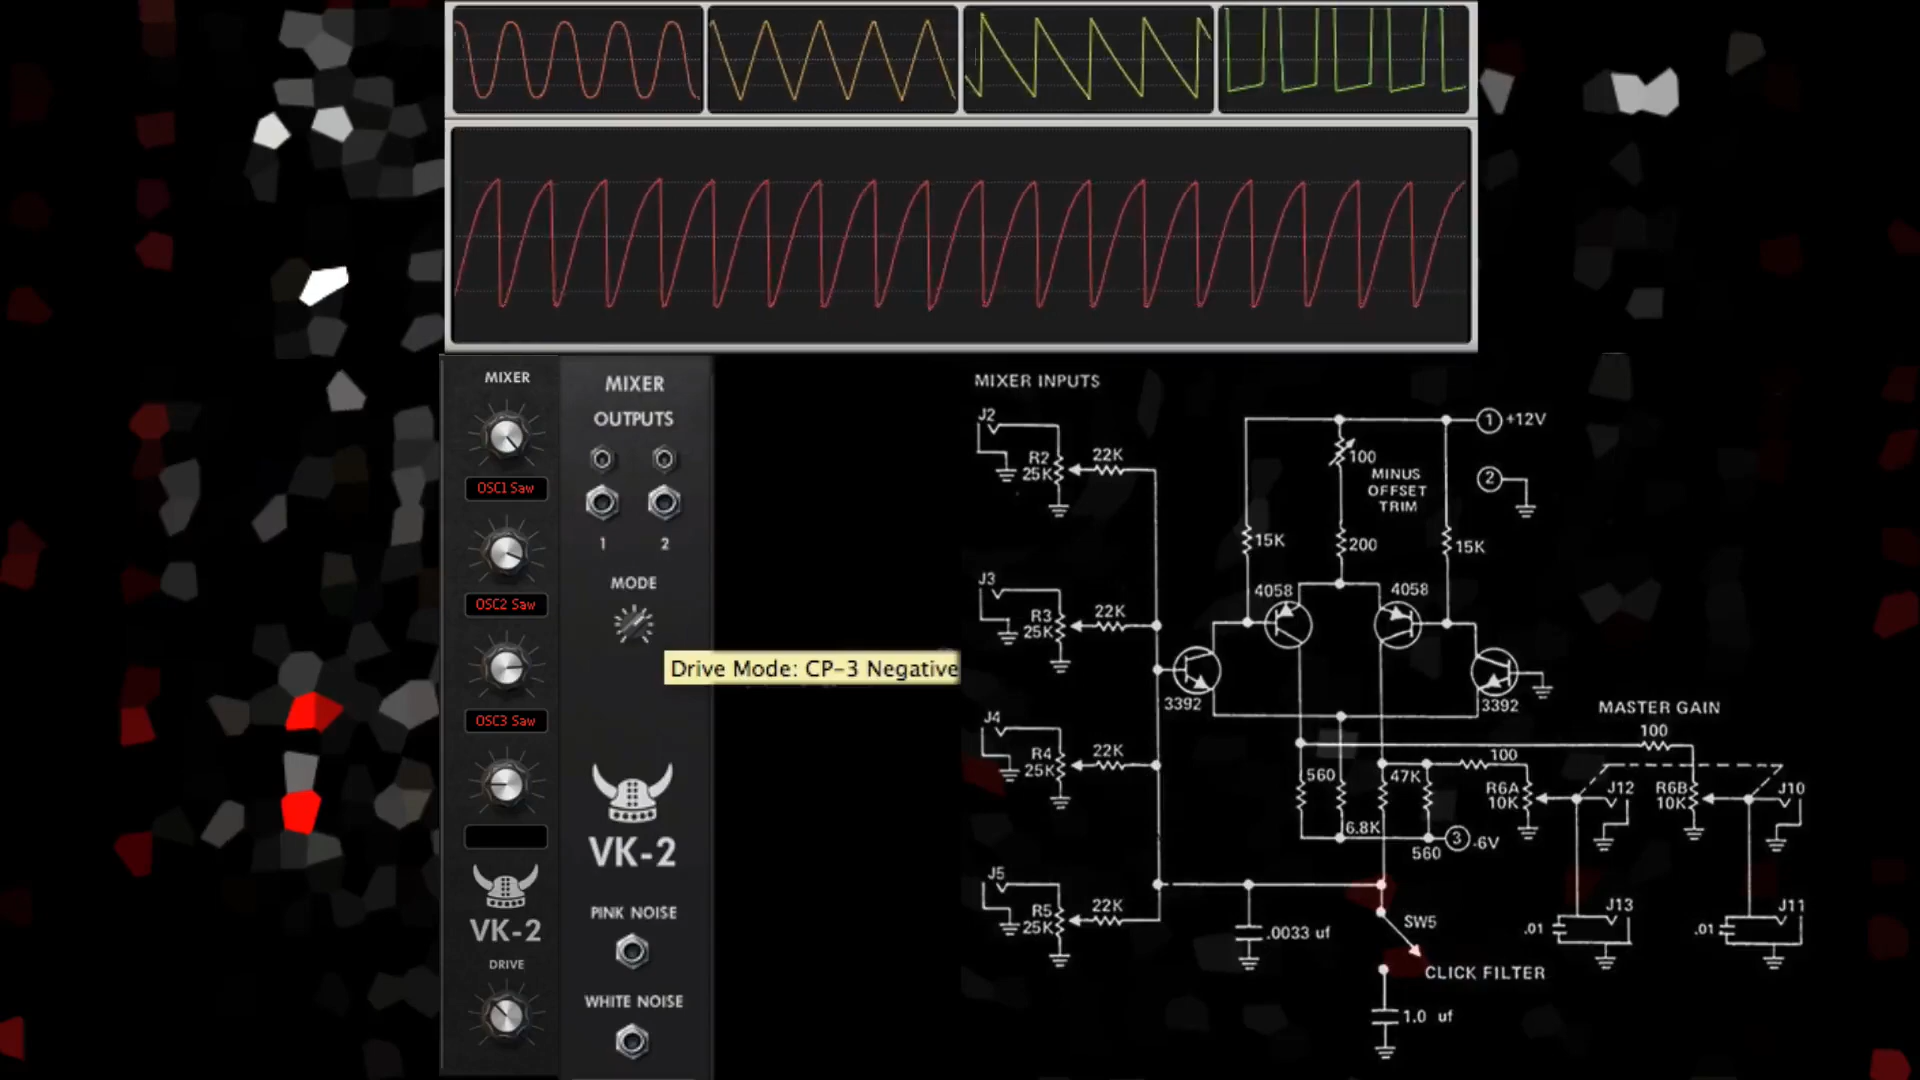 MIXER
OSC1 Saw
OSC2 Saw
OSC3 Saw
VK-2
DRIVE
MIXER
OUTPUTS
1 2
MODE
Drive Mode: CP-3 Negative
VK-2
PINK NOISE
WHITE NOISE
MIXER INPUTS
J2
R2
25K
22K
J3
R3
25K
22K
J4
R4
25K
22K
J5
R5
25K
22K
1 +12V
100
MINUS
OFFSET
TRIM
2
15K
200
15K
4058
4058
3392
3392
MASTER GAIN
100
100
560
47K
R6A
10K
J12
R6B
10K
J10
6.8K
3 -6V
560
.0033 uf
SW5
CLICK FILTER
1.0 uf
.01
J13
.01
J11